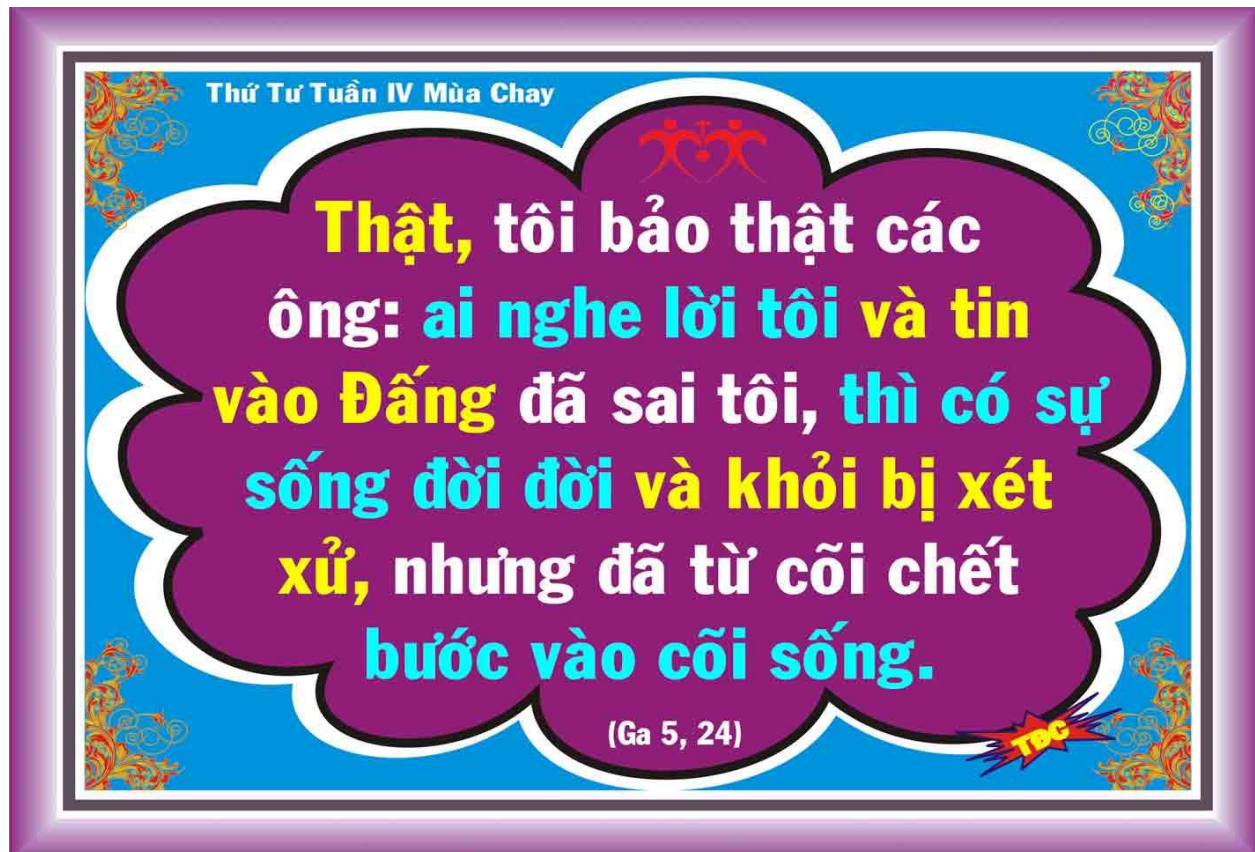 Thứ Tư Tuần IV Mùa Chay
Thật, tôi bảo thật các
ông: ai nghe lời tôi và tin
vào Đấng đã sai tôi, thì có sự
sống đời đời và khỏi bị xét
xử, nhưng đã từ cõi chết
bước vào cõi sống.
(Ga 5, 24)
TĐC